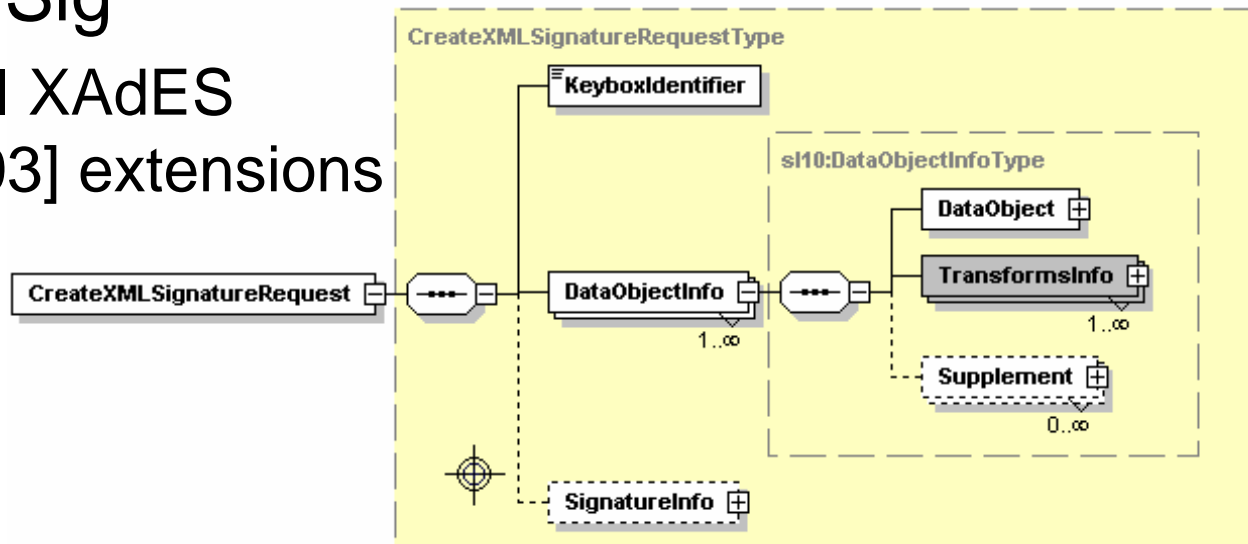 Sig
CreateXMLSignatureRequestType
KeyboxIdentifier
XAdES
sl10:DataObjectInfoType
03] extensions
DataObject
TransformsInfo
CreateXMLSignatureRequest
DataObjectInfo
1..∞
1..∞
Supplement
0..∞
SignatureInfo